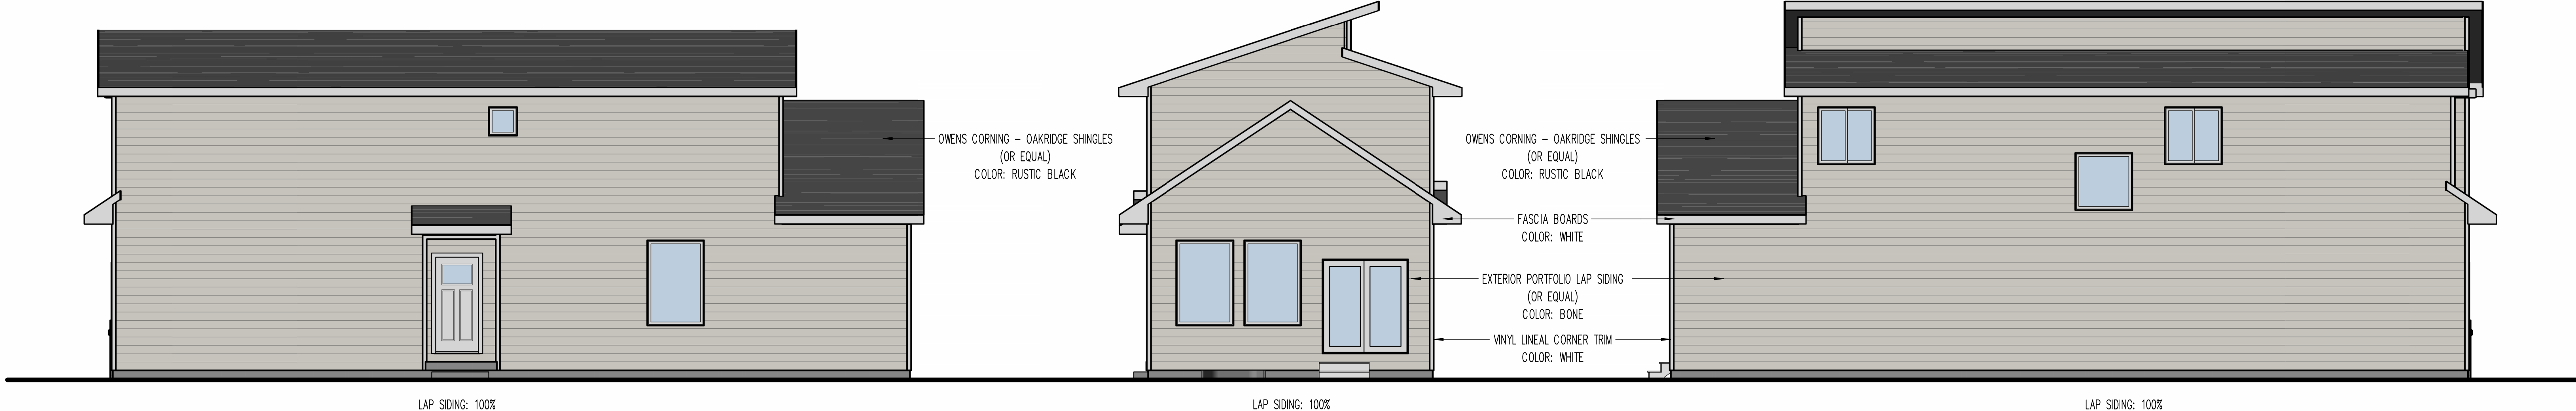 OWENS CORNING – OAKRIDGE SHINGLES
(OR EQUAL)
COLOR: RUSTIC BLACK
OWENS CORNING – OAKRIDGE SHINGLES
(OR EQUAL)
COLOR: RUSTIC BLACK
FASCIA BOARDS
COLOR: WHITE
EXTERIOR PORTFOLIO LAP SIDING
(OR EQUAL)
COLOR: BONE
VINYL LINEAL CORNER TRIM
COLOR: WHITE
LAP SIDING: 100%
LAP SIDING: 100%
LAP SIDING: 100%